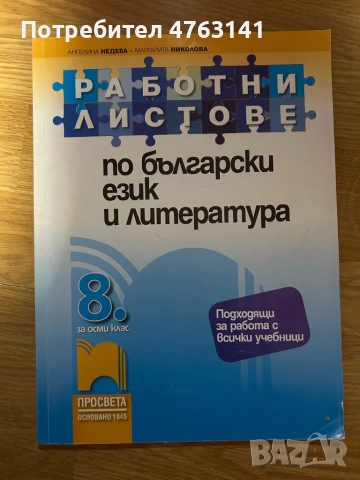 Потребител 4763141
АНГЕЛИНА НЕДЕВА • МАРГАРИТА НИКОЛОВА
РАБОТНИ
ЛИСТОВЕ
по български
език
и литература
8.
за осми клас
Подходящи
за работа с
всички учебници
ПРОСВЕТА
ОСНОВАНО 1945
BAZAR